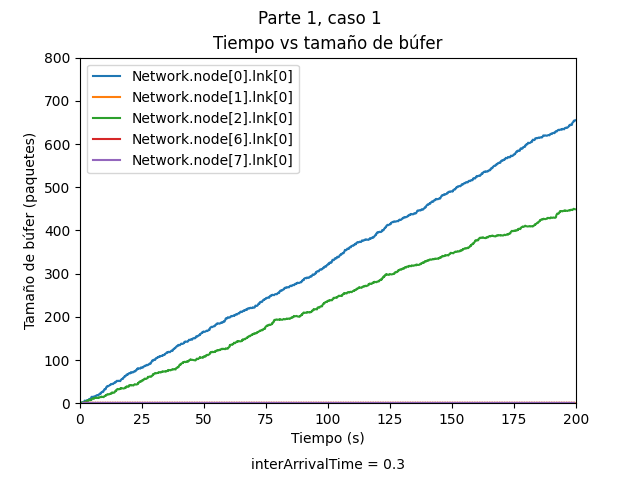 Parte 1, caso 1
Tiempo vs tamaño de búfer
800
700
600
500
400
300
200
100
0
Tamaño de búfer (paquetes)
Network.node[0].lnk[0]
Network.node[1].lnk[0]
Network.node[2].lnk[0]
Network.node[6].lnk[0]
Network.node[7].lnk[0]
0 25 50 75 100 125 150 175 200
Tiempo (s)
interArrivalTime = 0.3